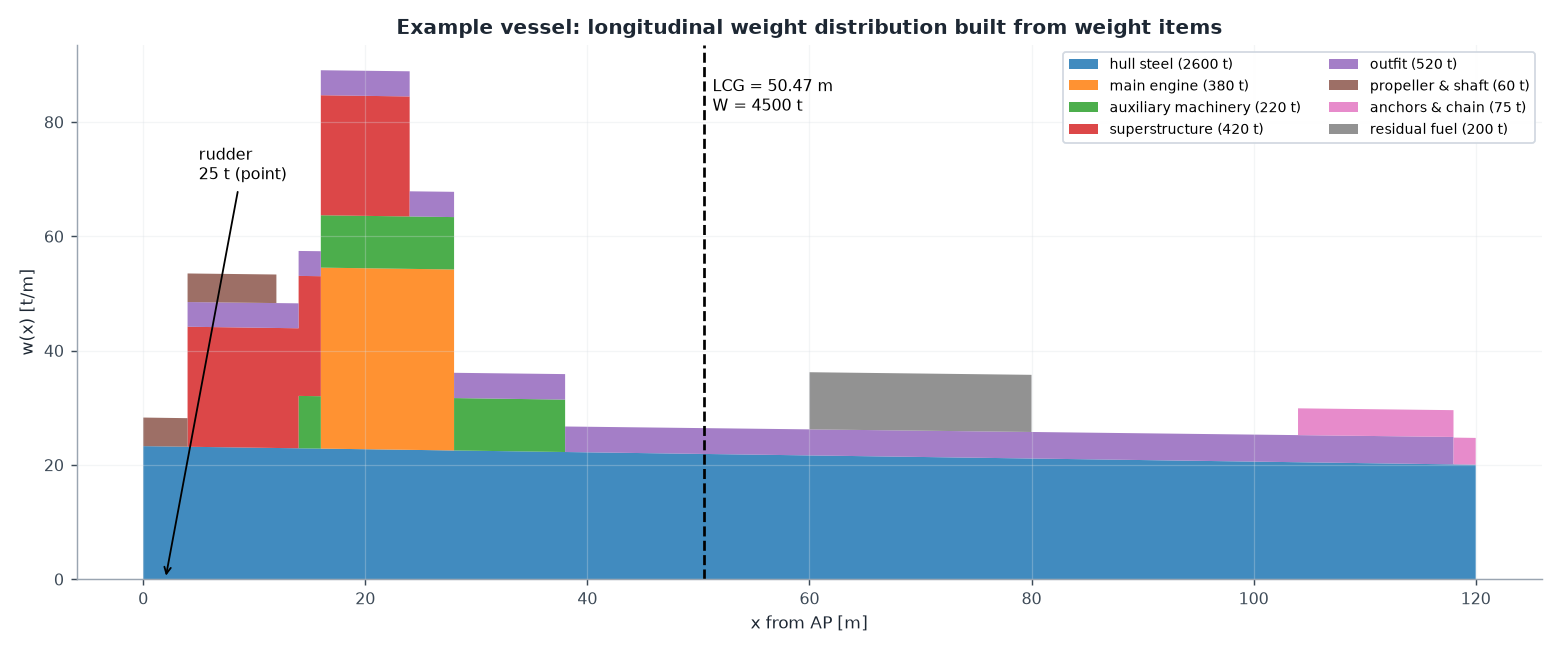 Example vessel: longitudinal weight distribution built from weight items
hull steel (2600 t)
main engine (380 t)
auxiliary machinery (220 t)
superstructure (420 t)
outfit (520 t)
propeller & shaft (60 t)
anchors & chain (75 t)
residual fuel (200 t)
LCG = 50.47 m
W = 4500 t
rudder
25 t (point)
w(x) [t/m]
80
60
40
20
0
0
20
40
60
80
100
120
x from AP [m]